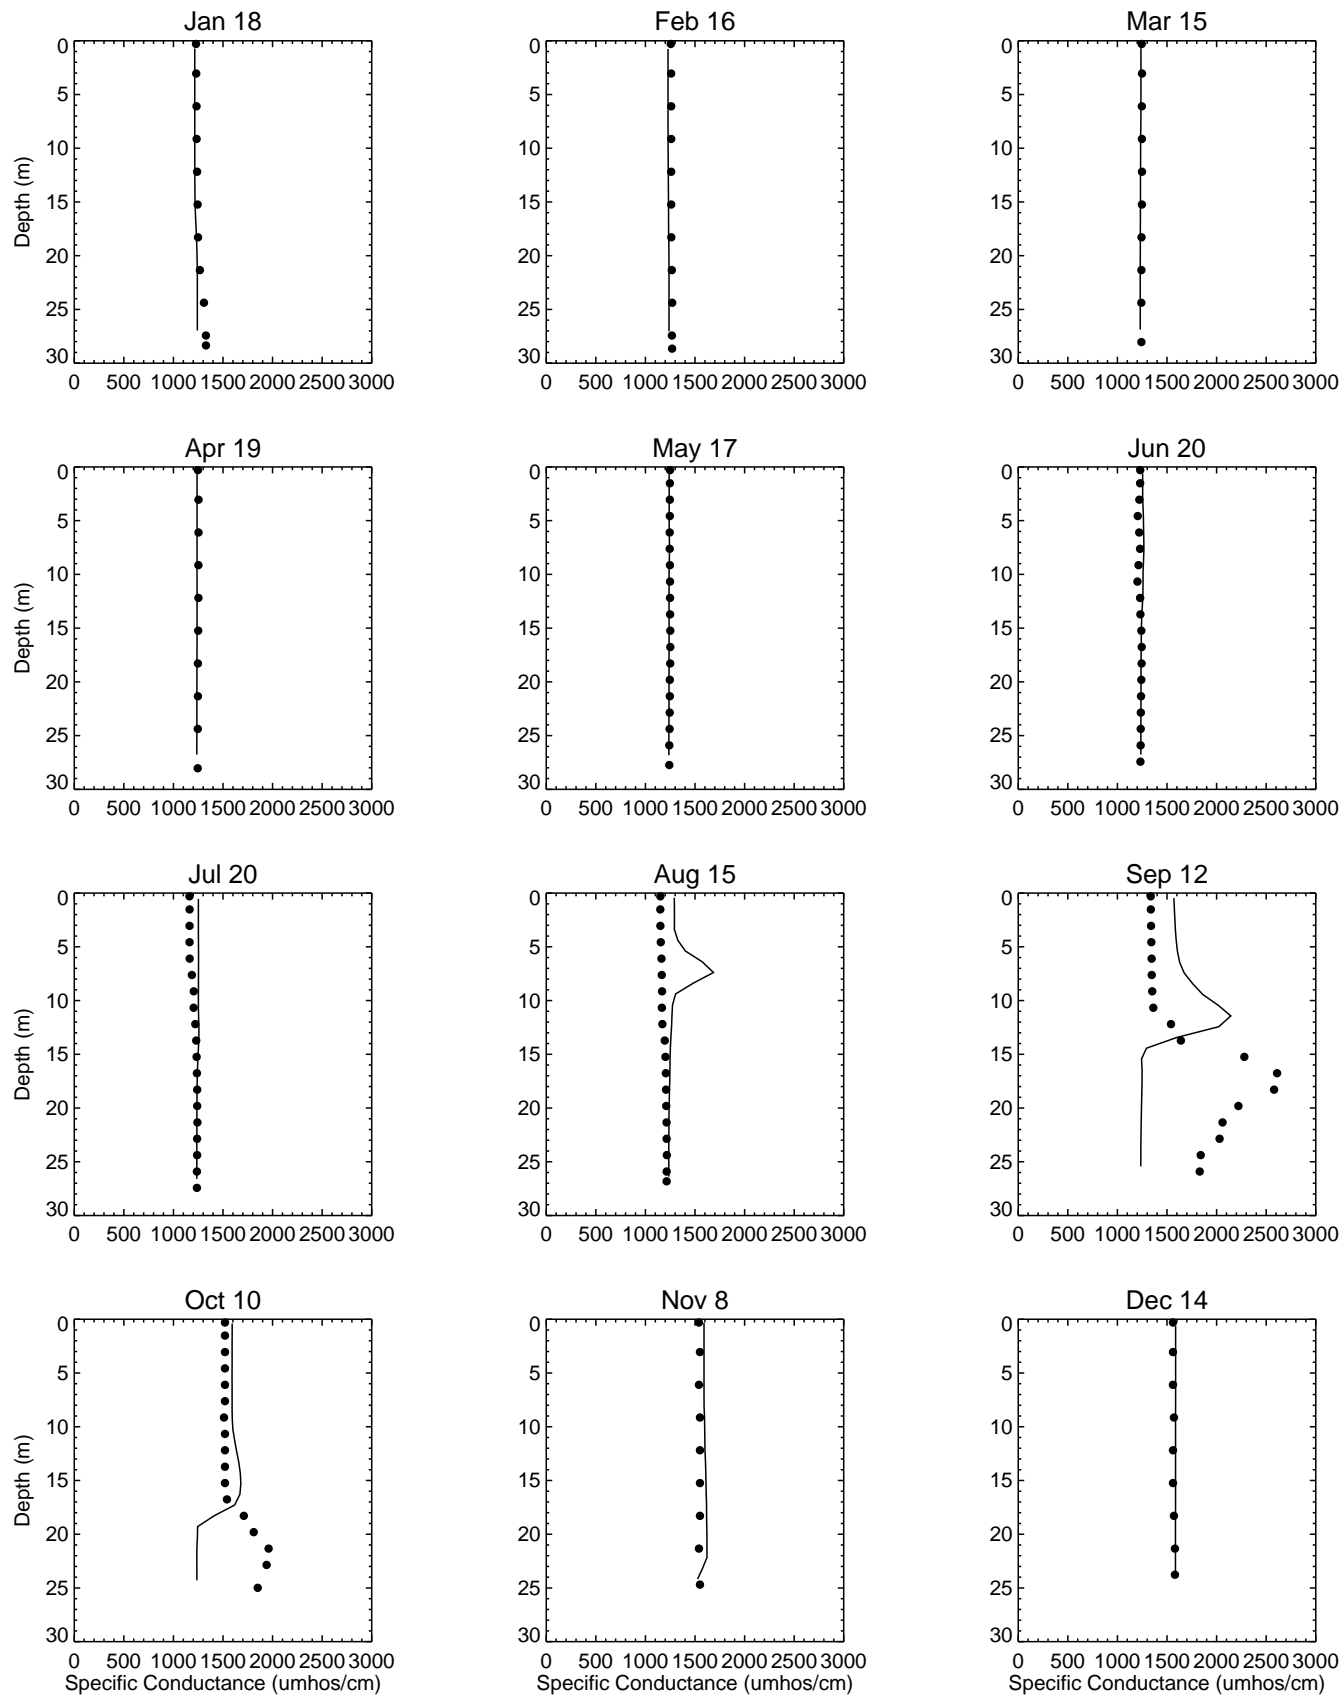 Jan 18 Feb 16 Mar 15
0 0 0
5 5 5
10 10 10
15 15 15
20 20 20
25 25 25
30 30 30
Depth (m)
0 500 1000 1500 2000 2500 3000 0 500 1000 1500 2000 2500 3000 0 500 1000 1500 2000 2500 3000
Apr 19 May 17 Jun 20
0 0 0
5 5 5
10 10 10
15 15 15
20 20 20
25 25 25
30 30 30
Depth (m)
0 500 1000 1500 2000 2500 3000 0 500 1000 1500 2000 2500 3000 0 500 1000 1500 2000 2500 3000
Jul 20 Aug 15 Sep 12
0 0 0
5 5 5
10 10 10
15 15 15
20 20 20
25 25 25
30 30 30
Depth (m)
0 500 1000 1500 2000 2500 3000 0 500 1000 1500 2000 2500 3000 0 500 1000 1500 2000 2500 3000
Oct 10 Nov 8 Dec 14
0 0 0
5 5 5
10 10 10
15 15 15
20 20 20
25 25 25
30 30 30
Depth (m)
0 500 1000 1500 2000 2500 3000 0 500 1000 1500 2000 2500 3000 0 500 1000 1500 2000 2500 3000
Specific Conductance (umhos/cm) Specific Conductance (umhos/cm) Specific Conductance (umhos/cm)